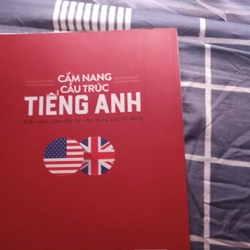 CẨM NANG
CẤU TRÚC
TIẾNG ANH